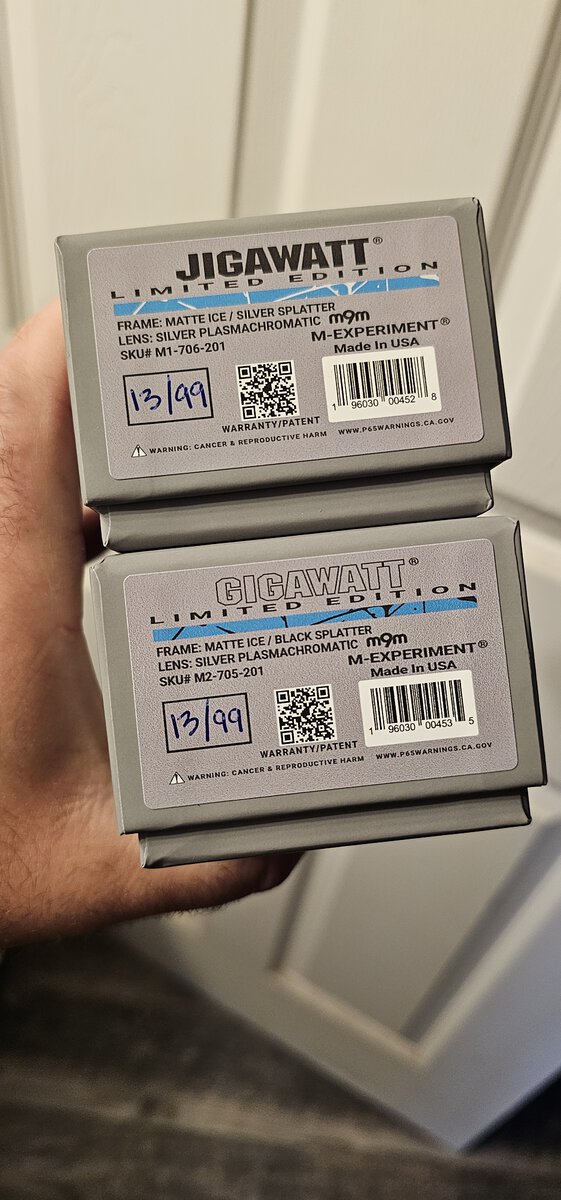 JIGAWATT®
LIMITED EDITION
FRAME: MATTE ICE / SILVER SPLATTER
LENS: SILVER PLASMACHROMATIC m9m
SKU# M1-706-201 M-EXPERIMENT®
Made In USA
13/99
1 96030 00452 8
WARRANTY/PATENT
WARNING: CANCER & REPRODUCTIVE HARM WWW.P65WARNINGS.CA.GOV
GIGAWATT®
LIMITED EDITION
FRAME: MATTE ICE / BLACK SPLATTER
LENS: SILVER PLASMACHROMATIC m9m
SKU# M2-705-201 M-EXPERIMENT®
Made In USA
13/99
1 96030 00453 5
WARRANTY/PATENT
WARNING: CANCER & REPRODUCTIVE HARM WWW.P65WARNINGS.CA.GOV